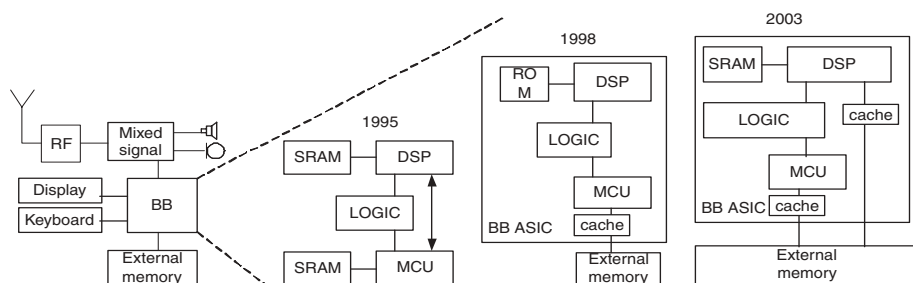 RF
Mixed
signal
Display
Keyboard
BB
External
memory
1995
SRAM
DSP
LOGIC
SRAM
MCU
1998
RO
M
DSP
LOGIC
MCU
BB ASIC
cache
External
memory
2003
SRAM
DSP
LOGIC
cache
MCU
BB ASIC
cache
External
memory